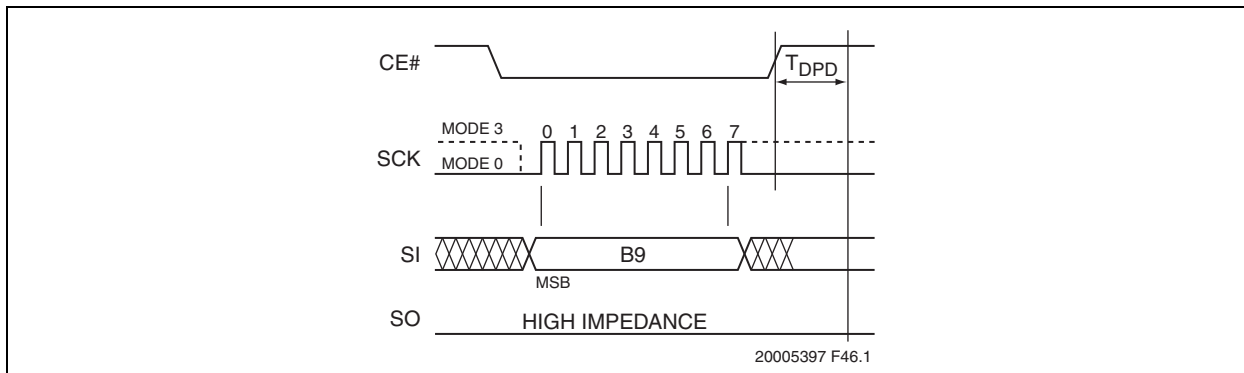 CE#
TDPD
MODE 3
0 1 2 3 4 5 6 7
SCK
MODE 0
SI
B9
MSB
SO
HIGH IMPEDANCE
20005397 F46.1